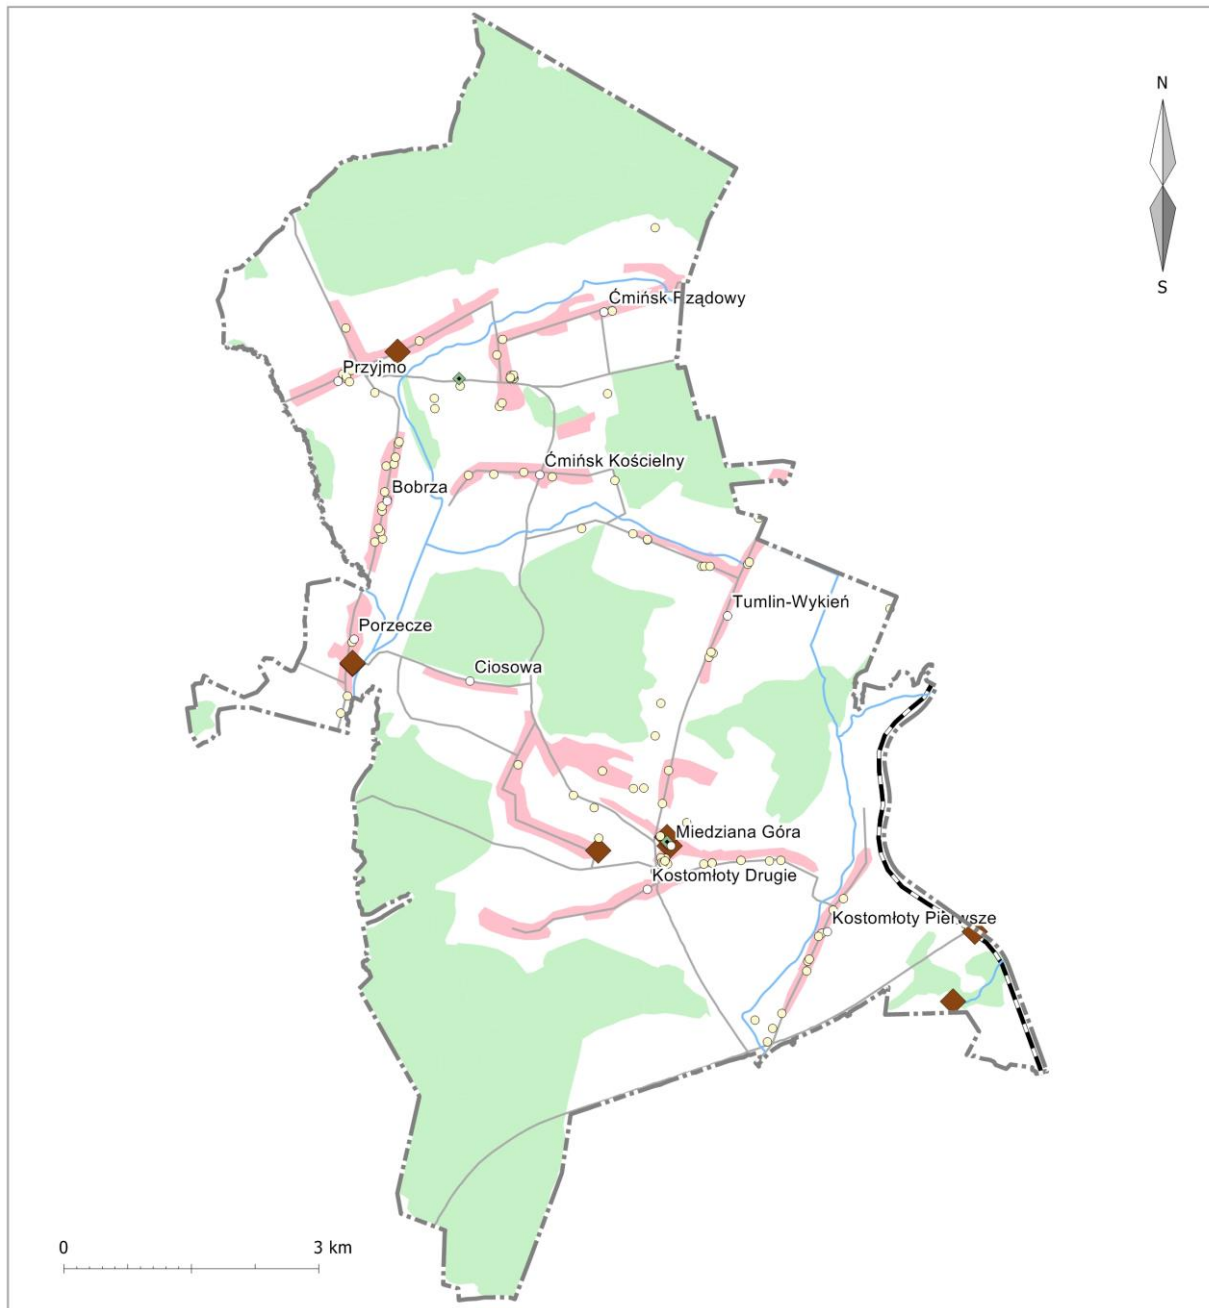 N
S
Ćmińsk Rządowy
Przyjmo
Ćmińsk Kościelny
Bobrza
Tumlin-Wykień
Porzecze
Ciosowa
Miedziana Góra
Kostomłoty Drugie
Kostomłoty Pierwsze
0 3 km